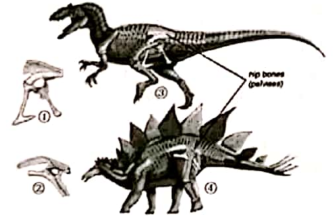 hip bones
(pelvises)
③
①
②
④